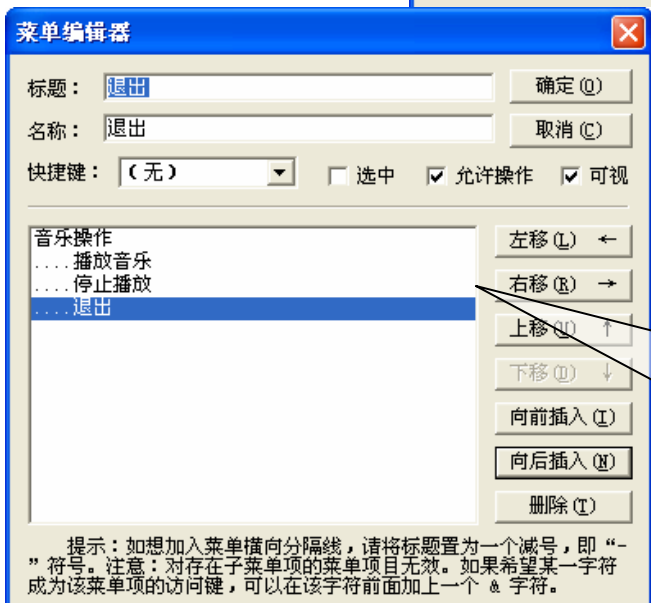 菜单编辑器
标题： 退出 确定(O)
名称： 退出 取消(C)
快捷键： (无) 选中 允许操作 可视
音乐操作
....播放音乐
....停止播放
....退出
左移(L) ←
右移(R) →
上移(U) ↑
下移(D) ↓
向前插入(I)
向后插入(N)
删除(T)
提示：如想加入菜单横向分隔线，请将标题置为一个减号，即“-
”符号。注意：对存在子菜单项的菜单项目无效。如果希望某一字符
成为该菜单项的访问键，可以在该字符前面加上一个 & 字符。